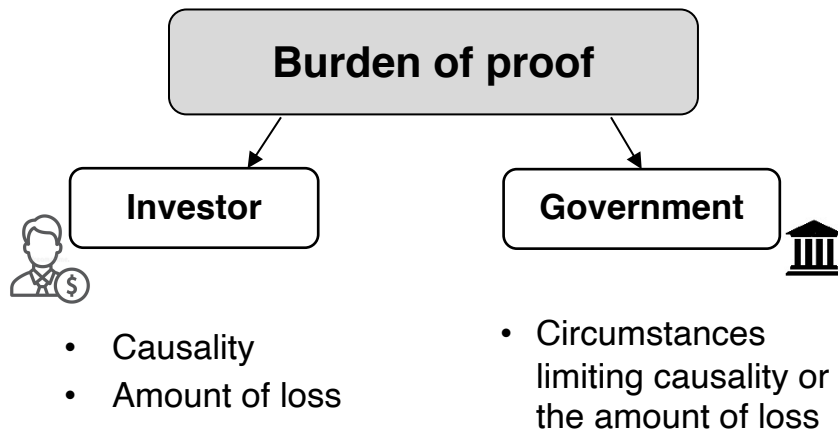 Burden of proof
Investor
Government
$
• Causality
• Amount of loss
• Circumstances
limiting causality or
the amount of loss